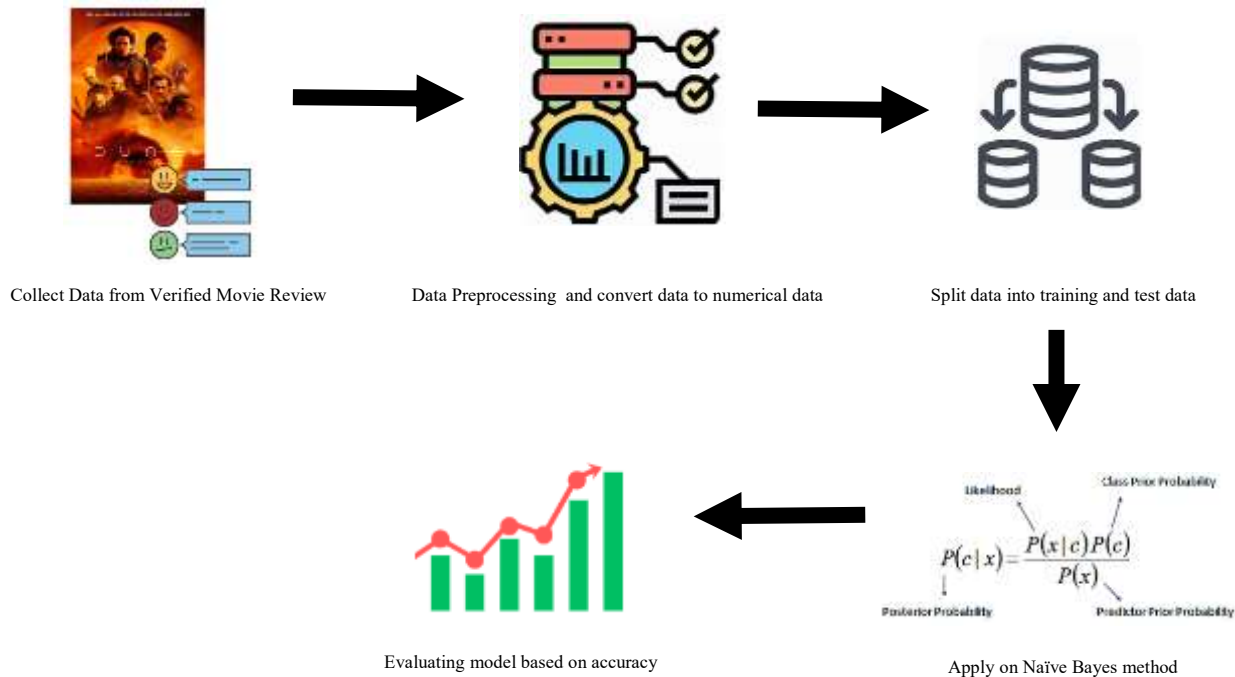 DUNE
Collect Data from Verified Movie Review
Data Preprocessing and convert data to numerical data
Split data into training and test data
Likelihood
Class Prior Probability
P(c|x) = P(x|c)P(c) / P(x)
Posterior Probability
Predictor Prior Probability
Apply on Naïve Bayes method
Evaluating model based on accuracy